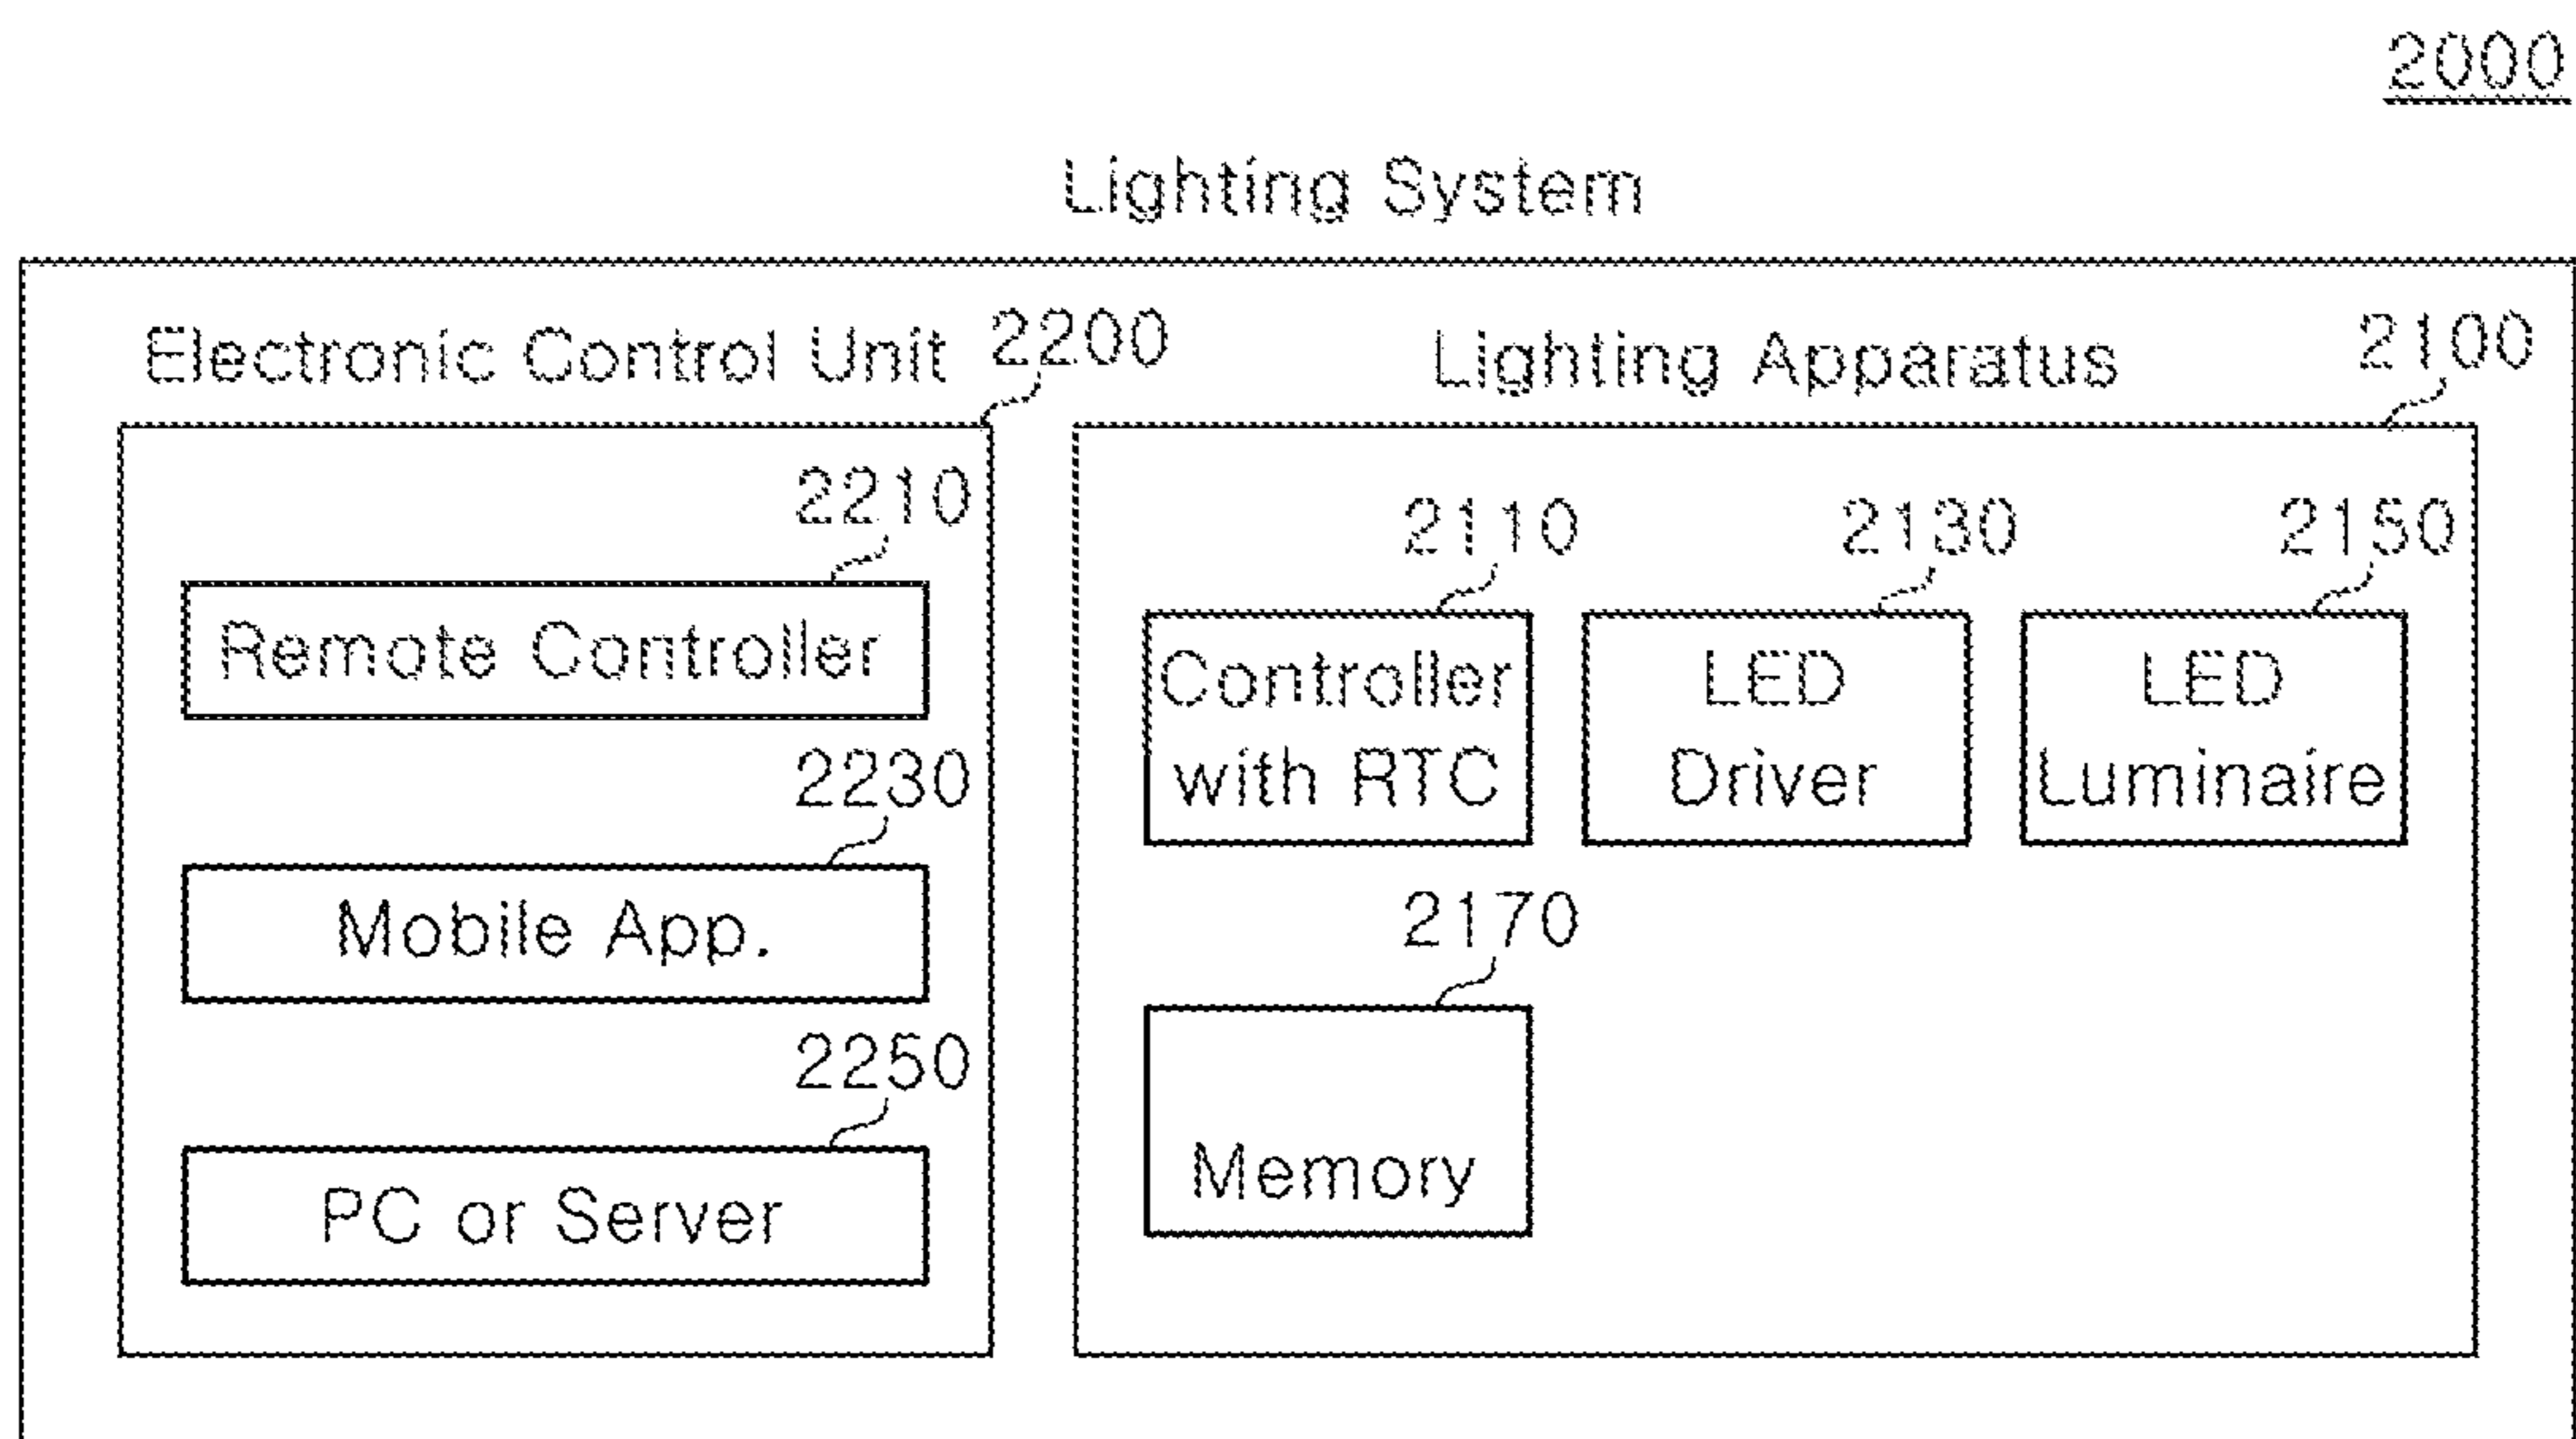 2000
Lighting System
Electronic Control Unit 2200
Lighting Apparatus 2100
2210
Remote Controller
2230
Mobile App.
2250
PC or Server
2110
Controller
with RTC
2130
LED
Driver
2150
LED
Luminaire
2170
Memory